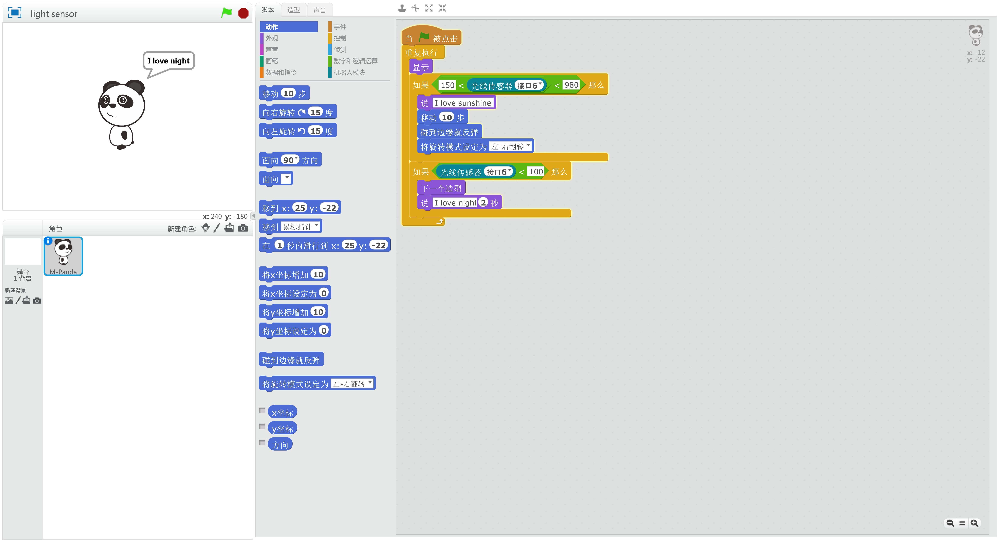 light sensor
I love night
x: 240 y: -180
角色
新建角色:
M-Panda
舞台
1 背景
新建背景
脚本
造型
声音
动作
事件
外观
控制
声音
侦测
画笔
数字和逻辑运算
数据和指令
机器人模块
移动 10 步
向右旋转 15 度
向左旋转 15 度
面向 90 方向
面向
移到 x: 25 y: -22
移到 鼠标指针
在 1 秒内滑行到 x: 25 y: -22
将x坐标增加 10
将x坐标设定为 0
将y坐标增加 10
将y坐标设定为 0
碰到边缘就反弹
将旋转模式设定为 左-右翻转
x坐标
y坐标
方向
当 被点击
重复执行
显示
如果 150 < 光线传感器 接口6 < 980 那么
说 I love sunshine
移动 10 步
碰到边缘就反弹
将旋转模式设定为 左-右翻转
如果 光线传感器 接口6 < 100 那么
下一个造型
说 I love night 2 秒
x: -12
y: -22